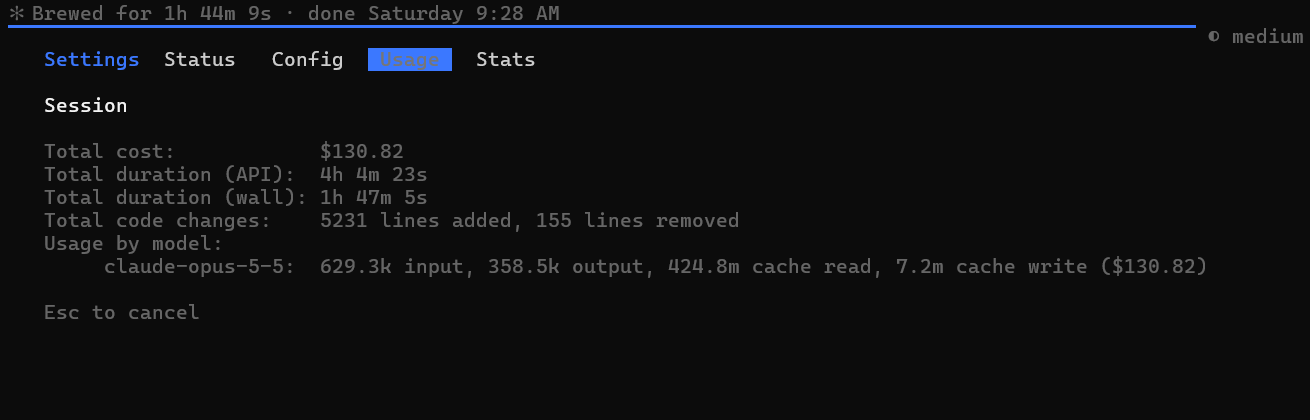 ✻ Brewed for 1h 44m 9s · done Saturday 9:28 AM
◐ medium
Settings Status Config Usage Stats
Session
Total cost: $130.82
Total duration (API): 4h 4m 23s
Total duration (wall): 1h 47m 5s
Total code changes: 5231 lines added, 155 lines removed
Usage by model:
claude-opus-5-5: 629.3k input, 358.5k output, 424.8m cache read, 7.2m cache write ($130.82)
Esc to cancel